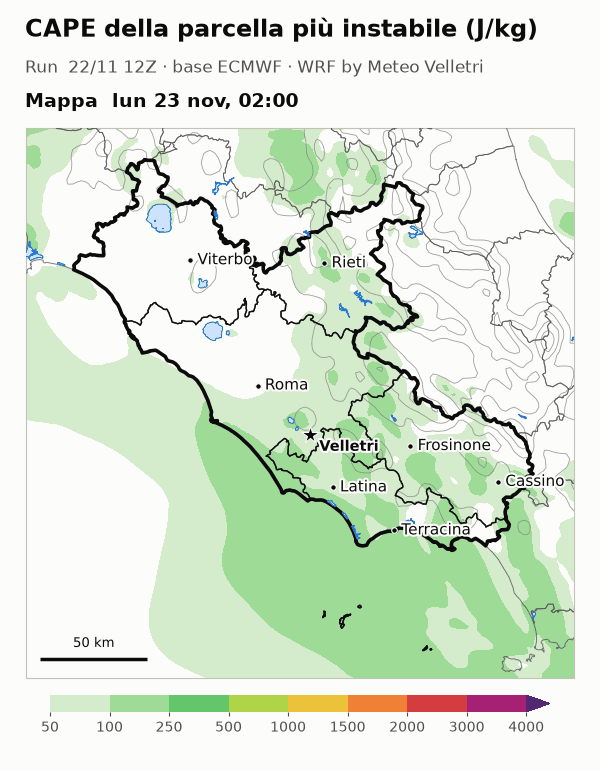 CAPE della parcella più instabile (J/kg)
Run  22/11 12Z · base ECMWF · WRF by Meteo Velletri
Mappa  lun 23 nov, 02:00
Viterbo
Rieti
Roma
Velletri
Frosinone
Cassino
Latina
Terracina
50 km
50 100 250 500 1000 1500 2000 3000 4000